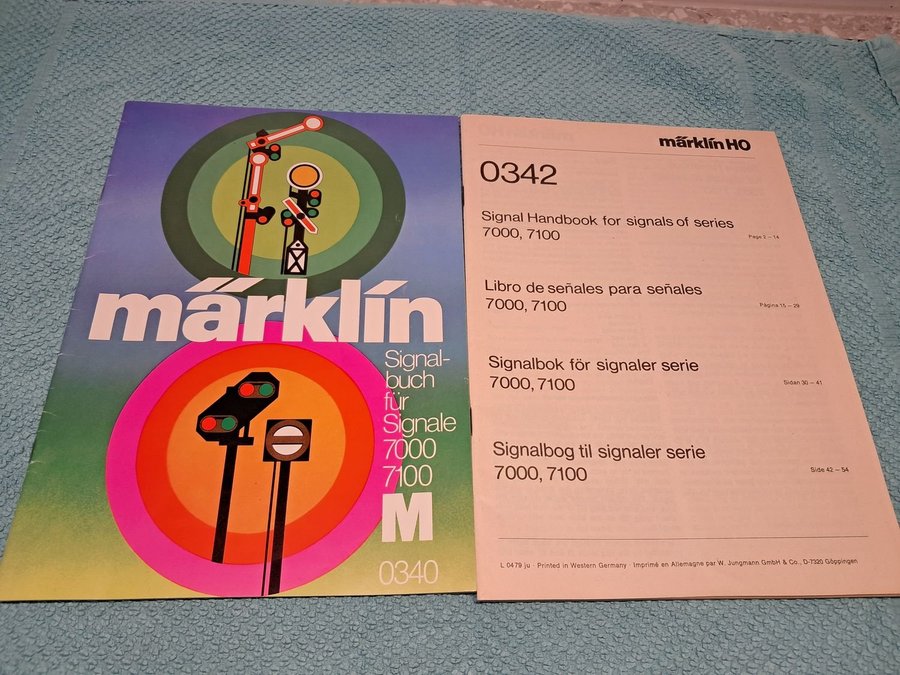 märklín
Signal-
buch
für
Signale
7000
7100
M
0340
märklín HO
0342
Signal Handbook for signals of series
7000, 7100
Page 2 – 14
Libro de señales para señales
7000, 7100
Página 15 – 29
Signalbok för signaler serie
7000, 7100
Sidan 30 – 41
Signalbog til signaler serie
7000, 7100
Side 42 – 54
L 0479 ju · Printed in Western Germany · Imprimé en Allemagne par W. Jungmann GmbH & Co., D-7320 Göppingen